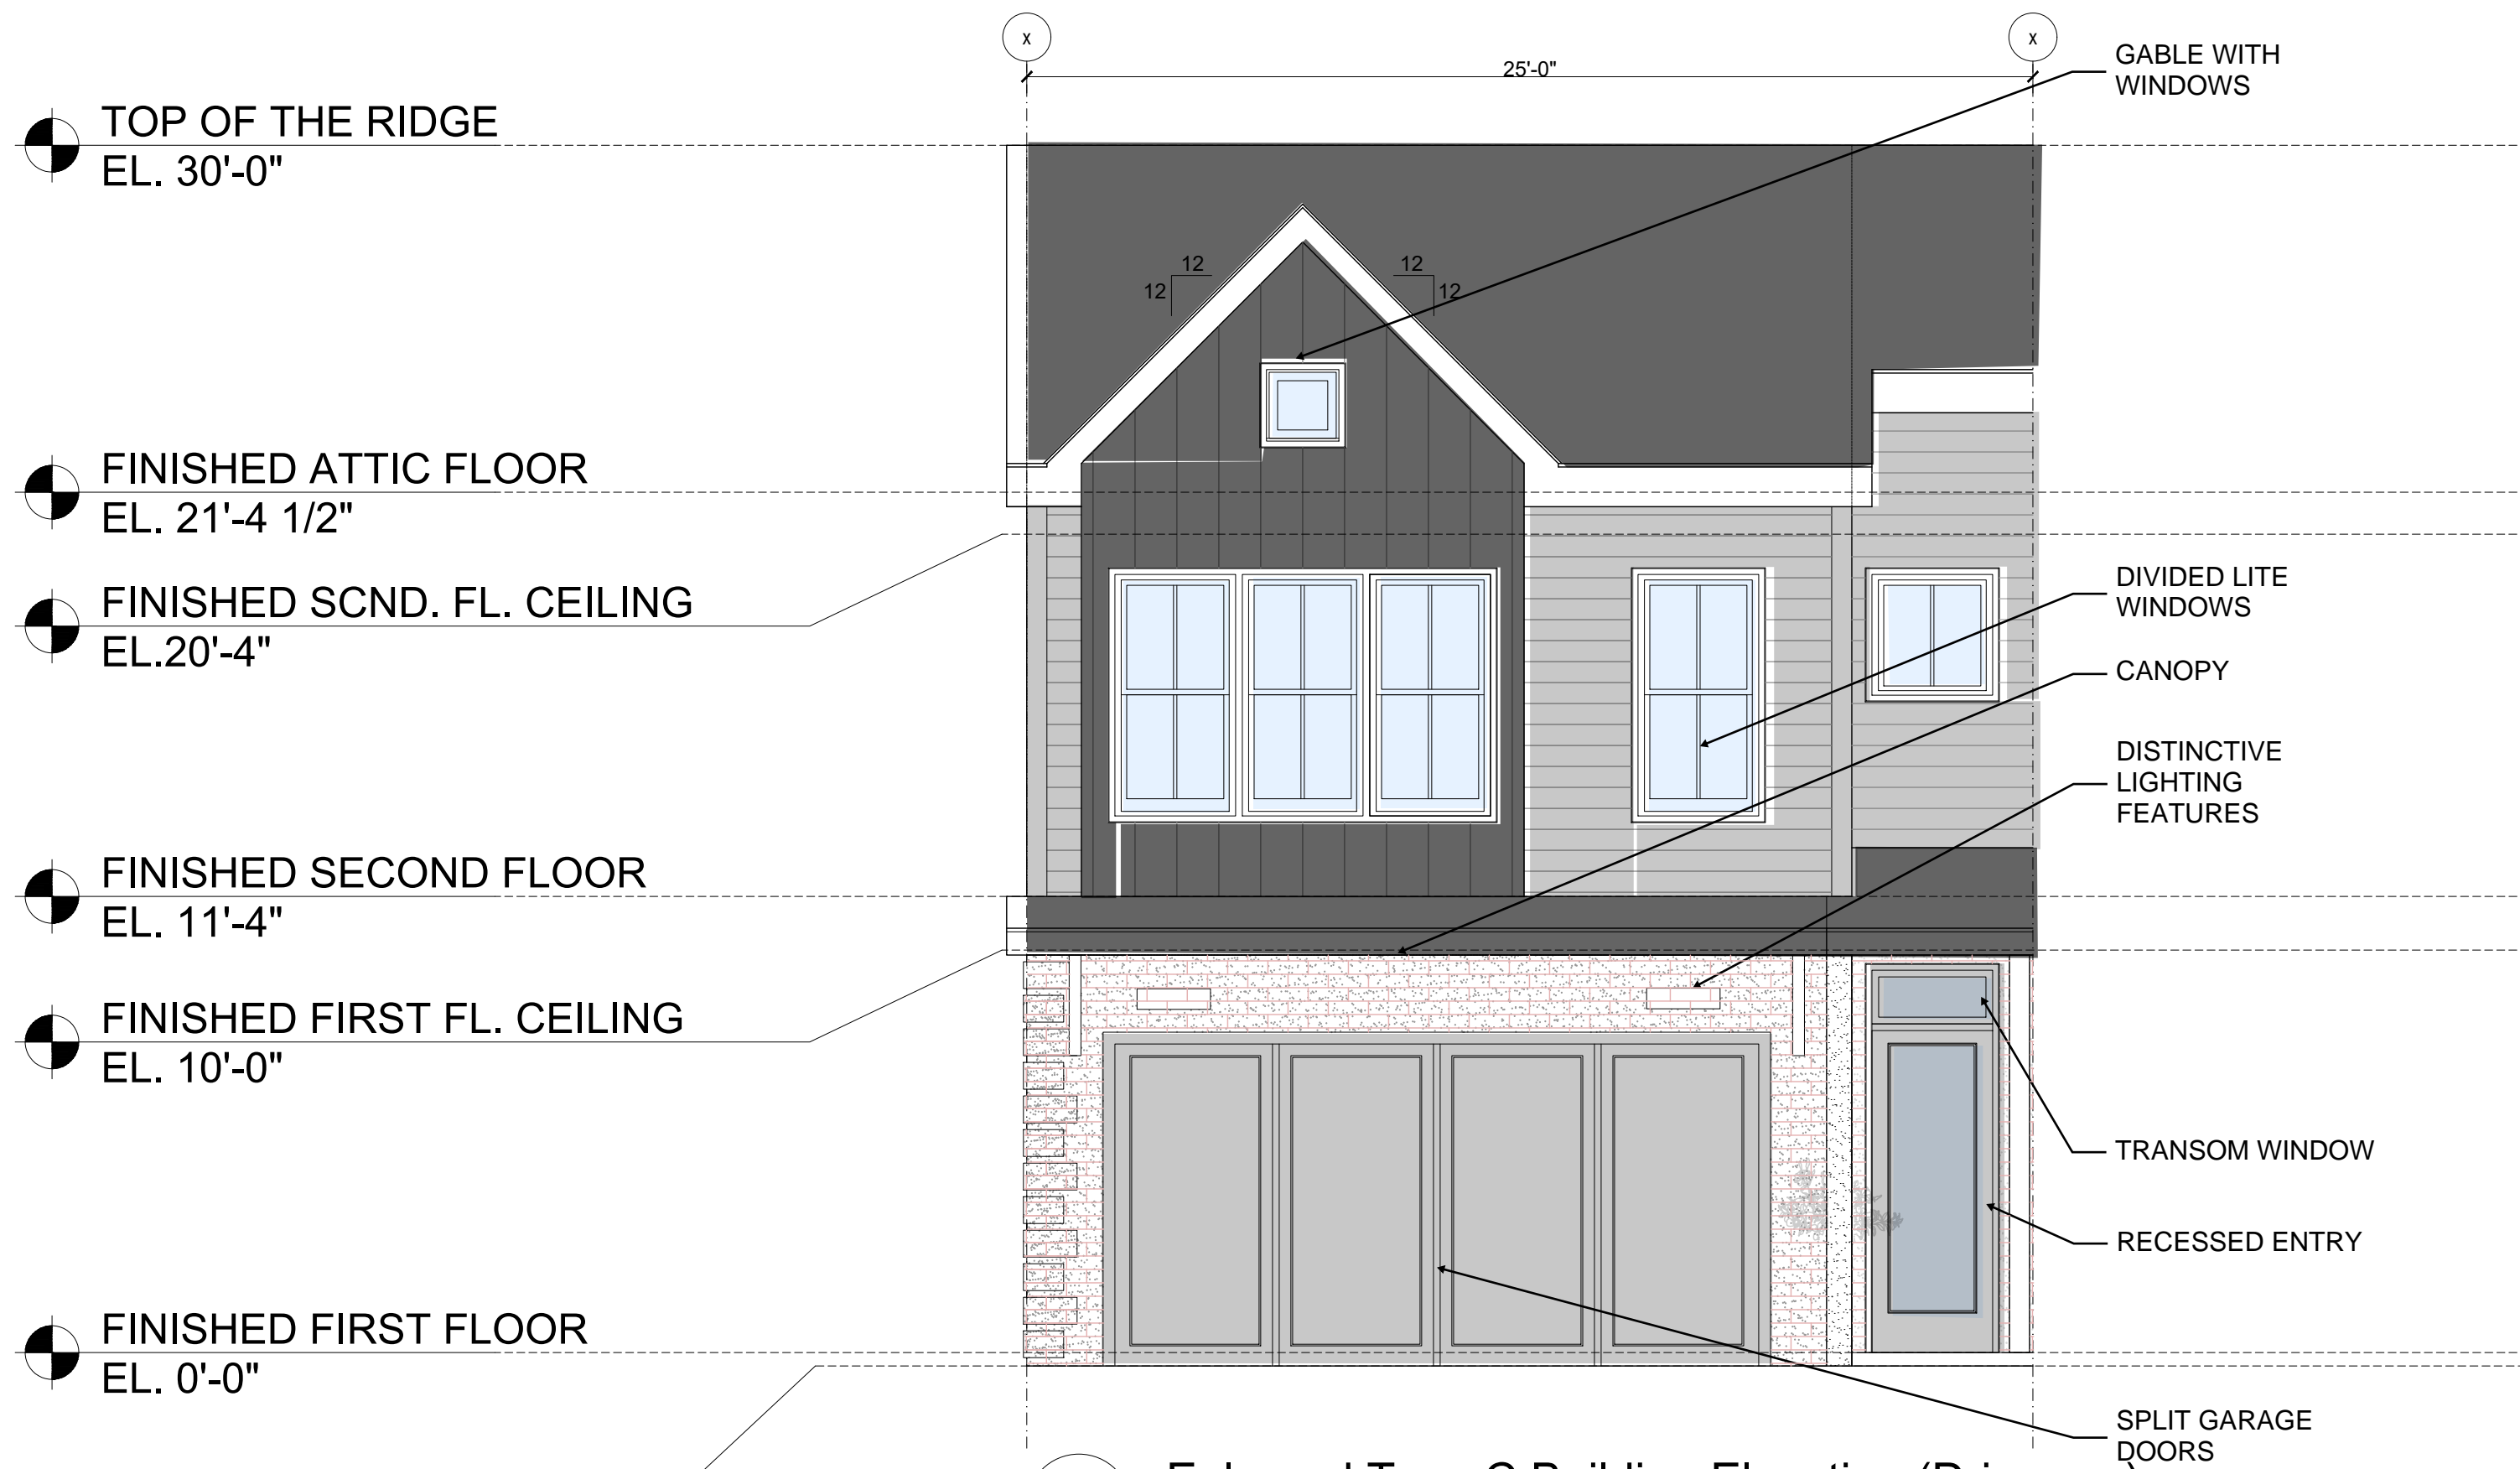 X
X
25'-0"
GABLE WITH
WINDOWS
TOP OF THE RIDGE
EL. 30'-0"
12
12
12
12
FINISHED ATTIC FLOOR
EL. 21'-4 1/2"
FINISHED SCND. FL. CEILING
EL.20'-4"
DIVIDED LITE
WINDOWS
CANOPY
DISTINCTIVE
LIGHTING
FEATURES
FINISHED SECOND FLOOR
EL. 11'-4"
FINISHED FIRST FL. CEILING
EL. 10'-0"
TRANSOM WINDOW
RECESSED ENTRY
FINISHED FIRST FLOOR
EL. 0'-0"
SPLIT GARAGE
DOORS
Building Elevation